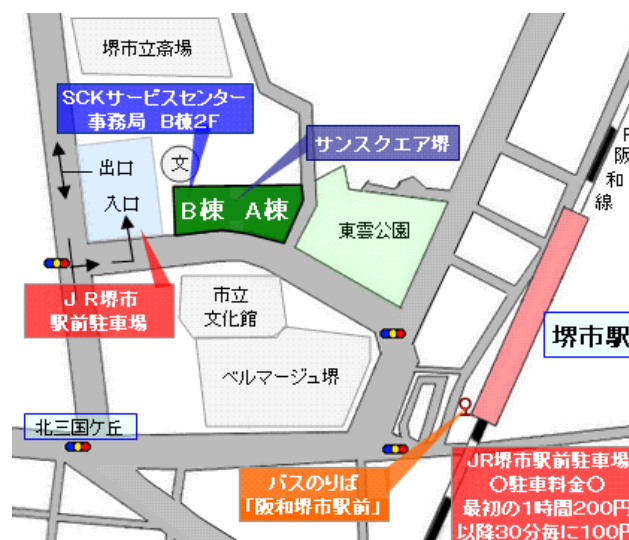 堺市立斎場
SCKサービスセンター
事務局 B棟2F
サンスクエア堺
出口
文
入口
B棟 A棟
東雲公園
阪
和
線
JR堺市
駅前駐車場
市立
文化館
堺市駅
ベルマージュ堺
北三国ケ丘
バスのりば
「阪和堺市駅前」
JR堺市駅前駐車場
〇駐車料金〇
最初の1時間200円
以降30分毎に100円